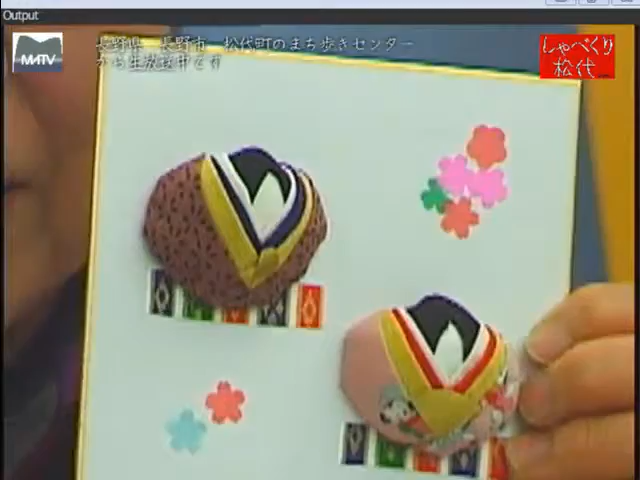 Output
長野県　長野市　松代町のまち歩きセンター
から生放送中です
MATV
しゃべくり
松代